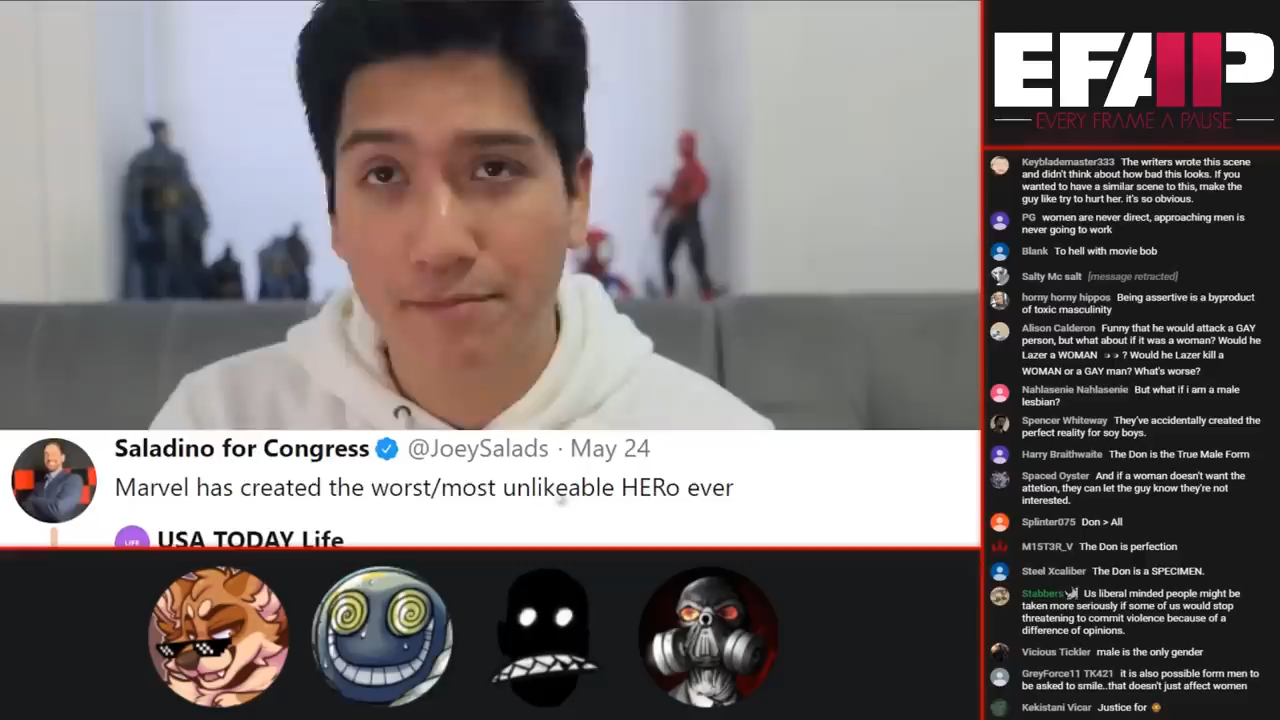 Saladino for Congress @JoeySalads · May 24
Marvel has created the worst/most unlikeable HERo ever
LIFE USA TODAY Life
EFAP
EVERY FRAME A PAUSE
Keyblademaster333 The writers wrote this scene
and didn't think about how bad this looks. If you
wanted to have a similar scene to this, make the
guy like try to hurt her. it's so obvious.
PG women are never direct, approaching men is
never going to work
Blank To hell with movie bob
Salty Mc salt [message retracted]
horny horny hippos Being assertive is a byproduct
of toxic masculinity
Alison Calderon Funny that he would attack a GAY
person, but what about if it was a woman? Would he
Lazer a WOMAN 👀 ? Would he Lazer kill a
WOMAN or a GAY man? What's worse?
Nahlasenie Nahlasenie But what if i am a male
lesbian?
Spencer Whiteway They've accidentally created the
perfect reality for soy boys.
Harry Braithwaite The Don is the True Male Form
Spaced Oyster And if a woman doesn't want the
attetion, they can let the guy know they're not
interested.
Splinter075 Don > All
M15T3R_V The Don is perfection
Steel Xcaliber The Don is a SPECIMEN.
Stabbers Us liberal minded people might be
taken more seriously if some of us would stop
threatening to commit violence because of a
difference of opinions.
Vicious Tickler male is the only gender
GreyForce11 TK421 it is also possible form men to
be asked to smile..that doesn't just affect women
Kekistani Vicar Justice for